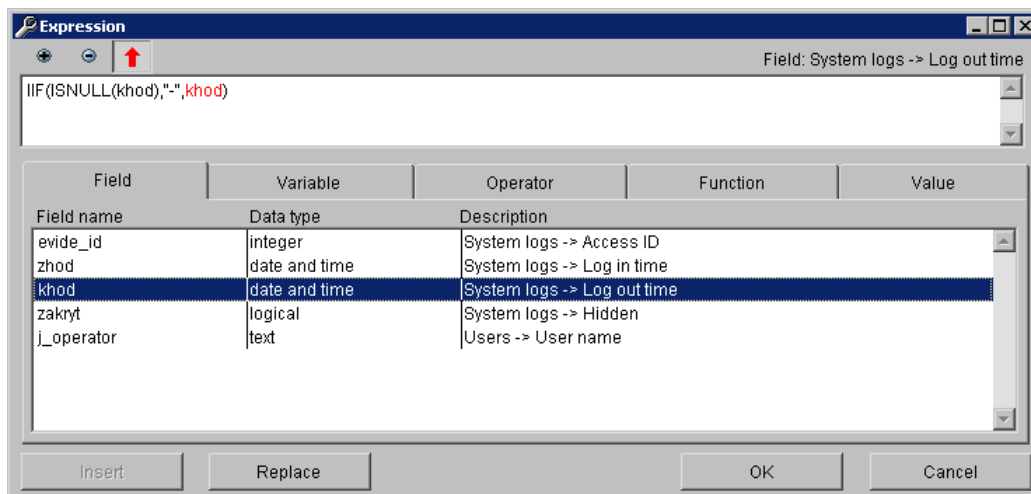 Expression
Field: System logs -> Log out time
IIF(ISNULL(khod),"-",khod)
Field Variable Operator Function Value
Field name Data type Description
evide_id integer System logs -> Access ID
zhod date and time System logs -> Log in time
khod date and time System logs -> Log out time
zakryt logical System logs -> Hidden
j_operator text Users -> User name
Insert Replace OK Cancel